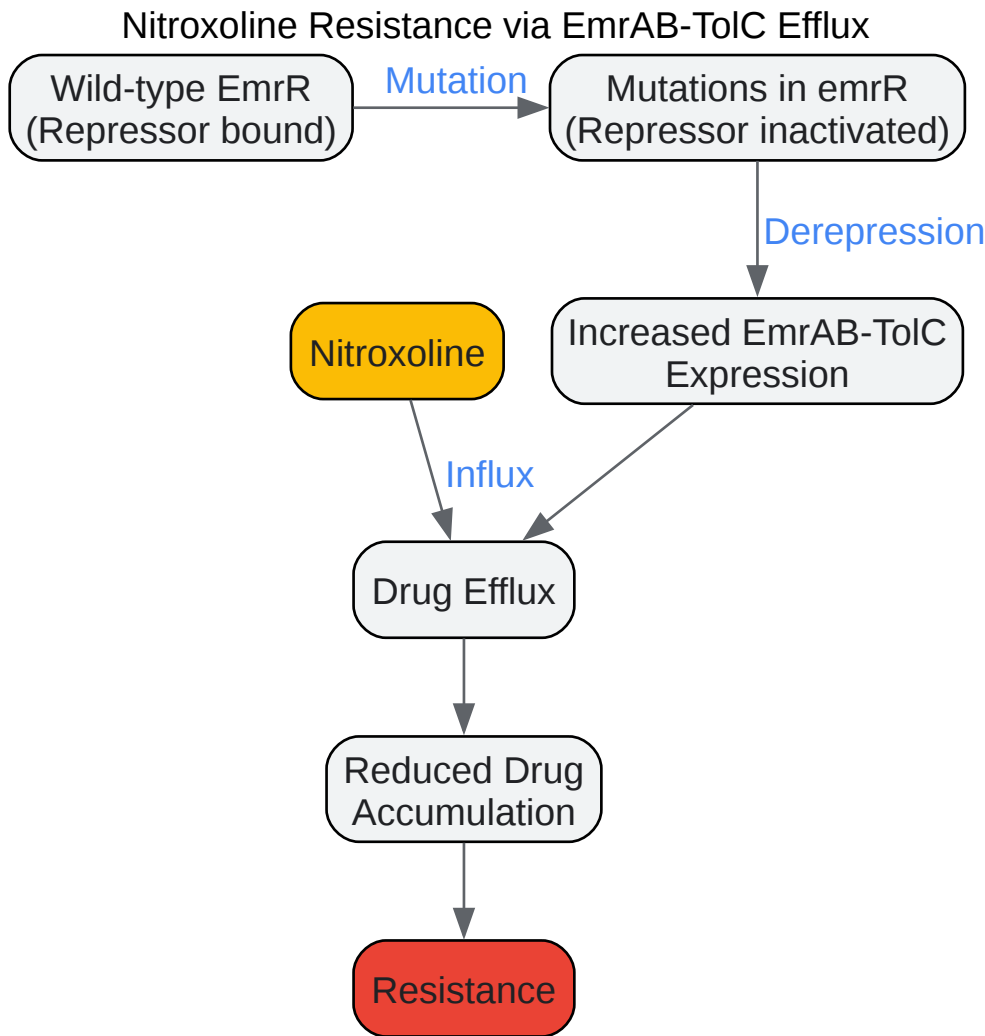 Nitroxoline Resistance via EmrAB-TolC Efflux
Wild-type EmrR
(Repressor bound)
Mutation
Mutations in emrR
(Repressor inactivated)
Derepression
Nitroxoline
Increased EmrAB-TolC
Expression
Influx
Drug Efflux
Reduced Drug
Accumulation
Resistance